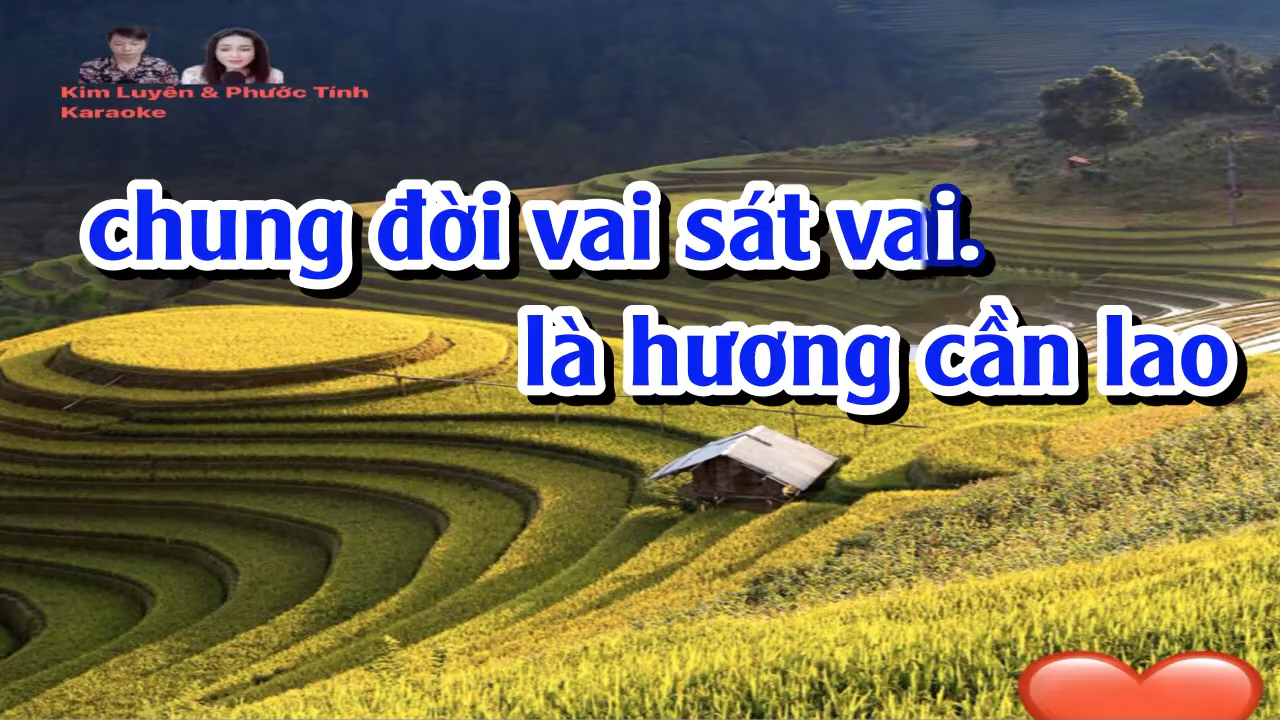 Kim Luyến & Phước Tính
Karaoke
chung đời vai sát vai.
là hương cần lao